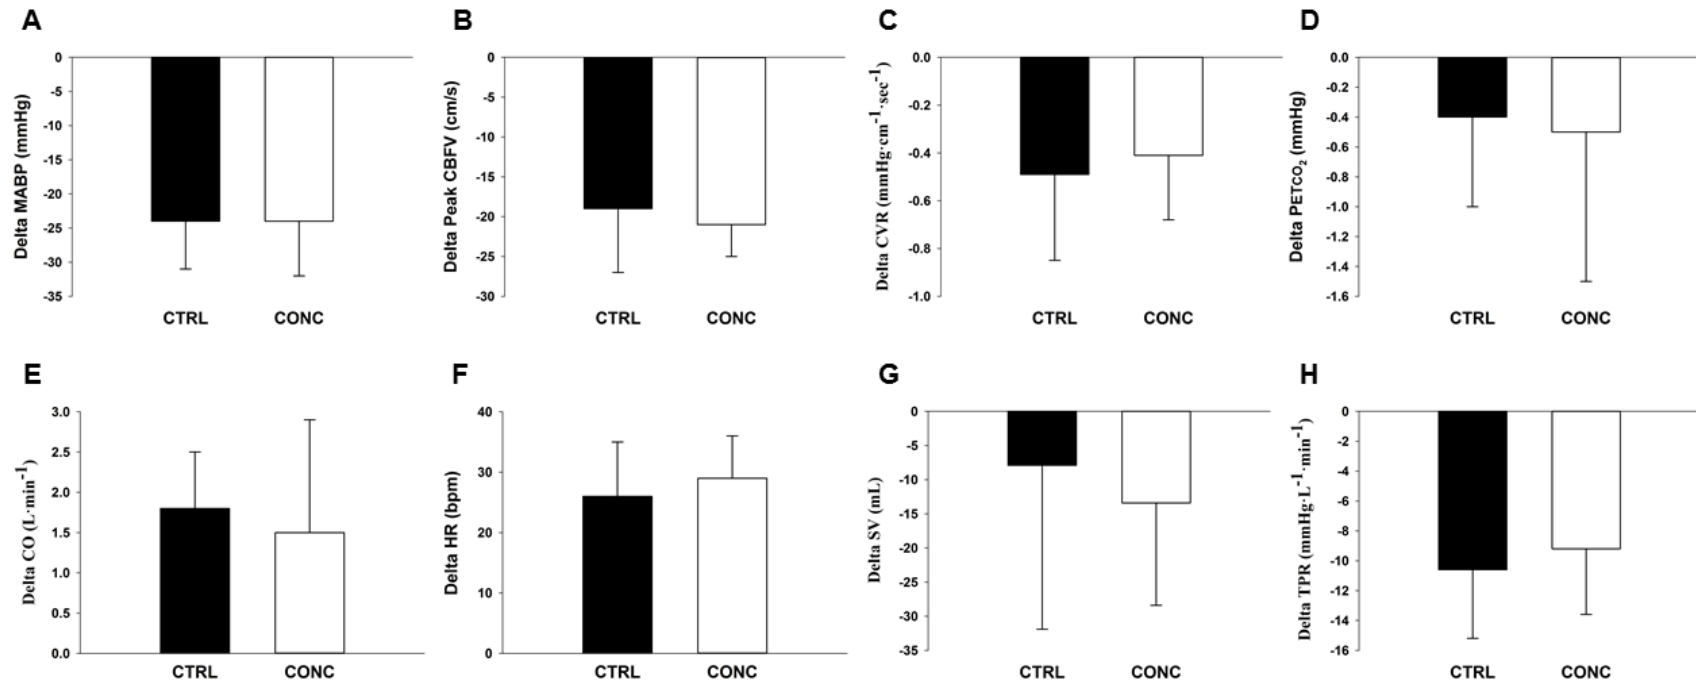 A
Delta MABP (mmHg)
0
-5
-10
-15
-20
-25
-30
-35
CTRL CONC
B
Delta Peak CBFV (cm/s)
0
-5
-10
-15
-20
-25
-30
CTRL CONC
C
Delta CVR (mmHg·cm⁻¹·sec⁻¹)
0.0
-0.2
-0.4
-0.6
-0.8
-1.0
CTRL CONC
D
Delta PETCO₂ (mmHg)
0.0
-0.2
-0.4
-0.6
-0.8
-1.0
-1.2
-1.4
-1.6
CTRL CONC
E
Delta CO (L·min⁻¹)
3.0
2.5
2.0
1.5
1.0
0.5
0.0
CTRL CONC
F
Delta HR (bpm)
40
30
20
10
0
CTRL CONC
G
Delta SV (mL)
0
-5
-10
-15
-20
-25
-30
-35
CTRL CONC
H
Delta TPR (mmHg·L⁻¹·min⁻¹)
0
-2
-4
-6
-8
-10
-12
-14
-16
CTRL CONC